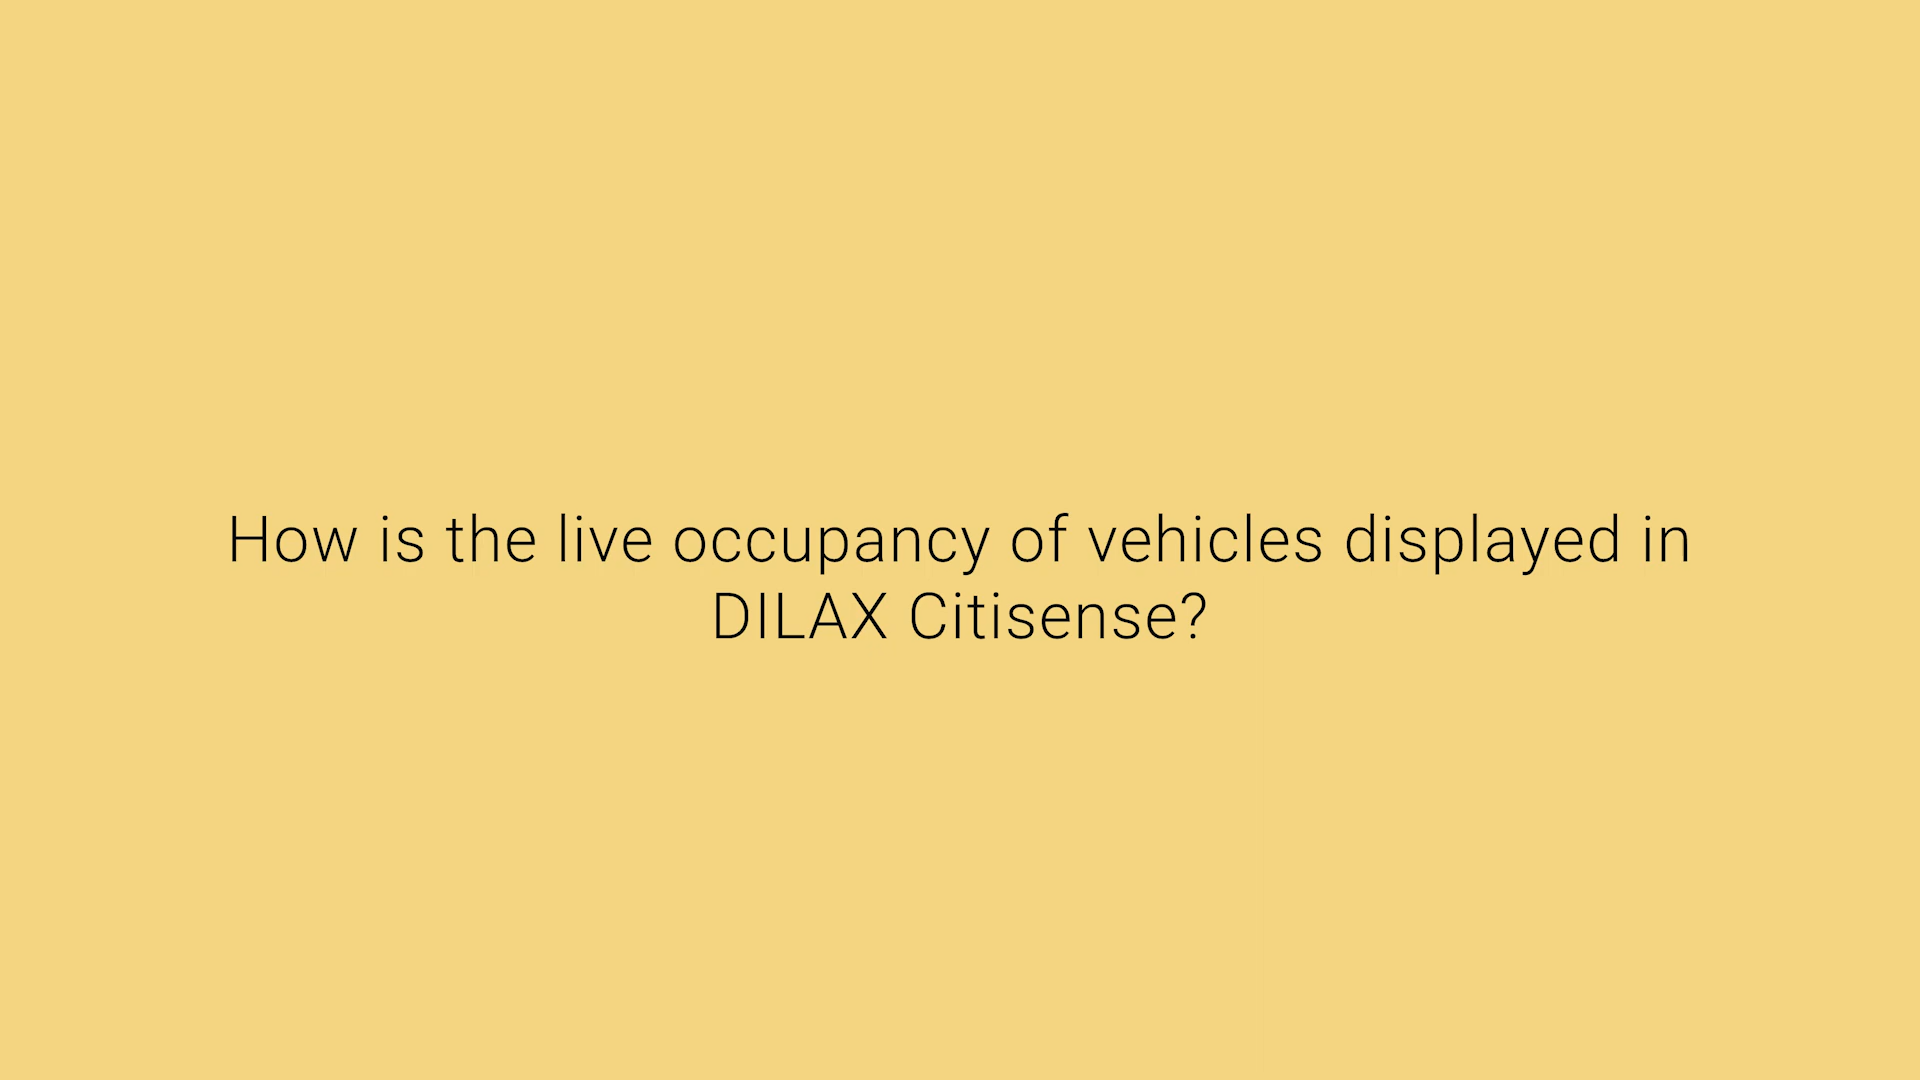 How is the live occupancy of vehicles displayed in
DILAX Citisense?